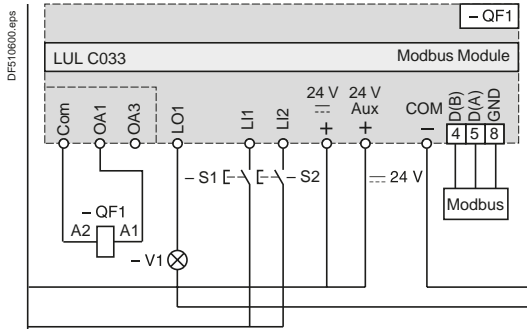 DF510600.eps
– QF1
LUL C033
Modbus Module
Com
OA1
OA3
LO1
LI1
LI2
24 V
+
24 V
Aux
+
COM
–
D(B)
D(A)
GND
4 5 8
– S1
– S2
24 V
Modbus
– QF1
A2
A1
– V1